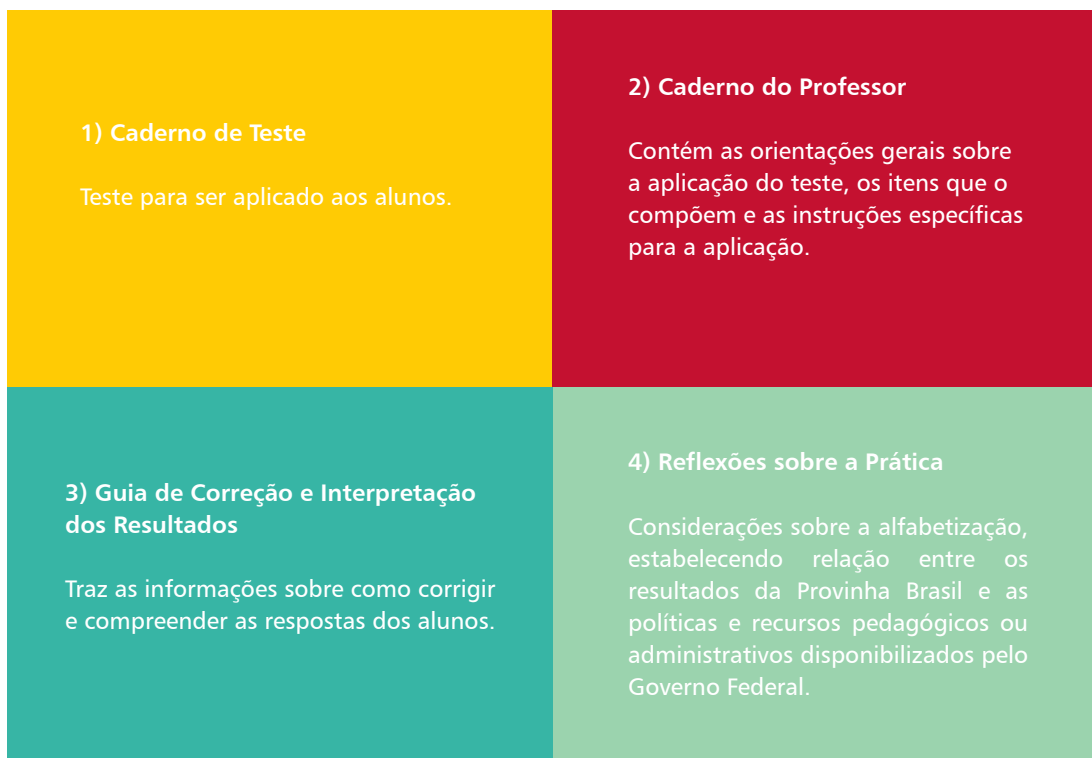 1) Caderno de Teste
Teste para ser aplicado aos alunos.
2) Caderno do Professor
Contém as orientações gerais sobre
a aplicação do teste, os itens que o
compõem e as instruções específicas
para a aplicação.
3) Guia de Correção e Interpretação
dos Resultados
Traz as informações sobre como corrigir
e compreender as respostas dos alunos.
4) Reflexões sobre a Prática
Considerações sobre a alfabetização,
estabelecendo relação entre os
resultados da Provinha Brasil e as
políticas e recursos pedagógicos ou
administrativos disponibilizados pelo
Governo Federal.